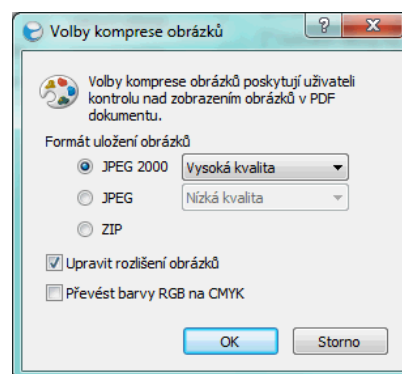 Volby komprese obrázků
Volby komprese obrázků poskytují uživateli
kontrolu nad zobrazením obrázků v PDF
dokumentu.
Formát uložení obrázků
JPEG 2000 Vysoká kvalita
JPEG Nízká kvalita
ZIP
Upravit rozlišení obrázků
Převést barvy RGB na CMYK
OK Storno